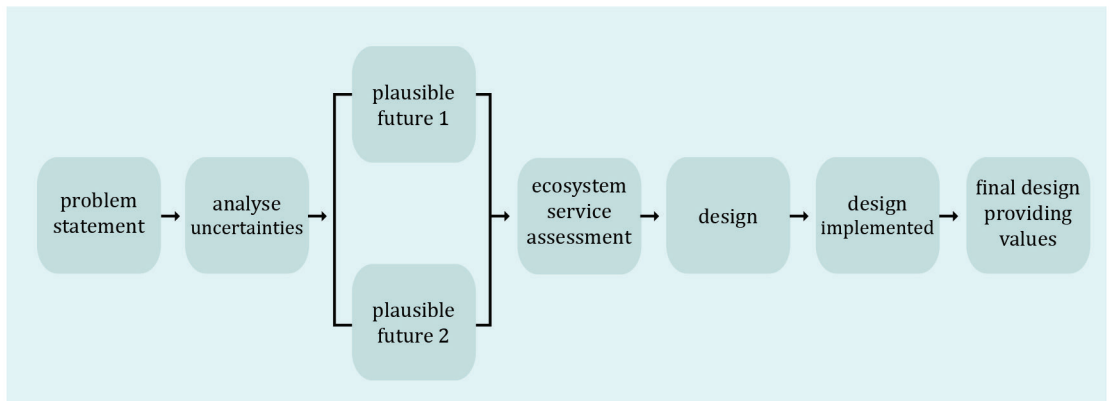 problem
statement
analyse
uncertainties
plausible
future 1
plausible
future 2
ecosystem
service
assessment
design
design
implemented
final design
providing
values